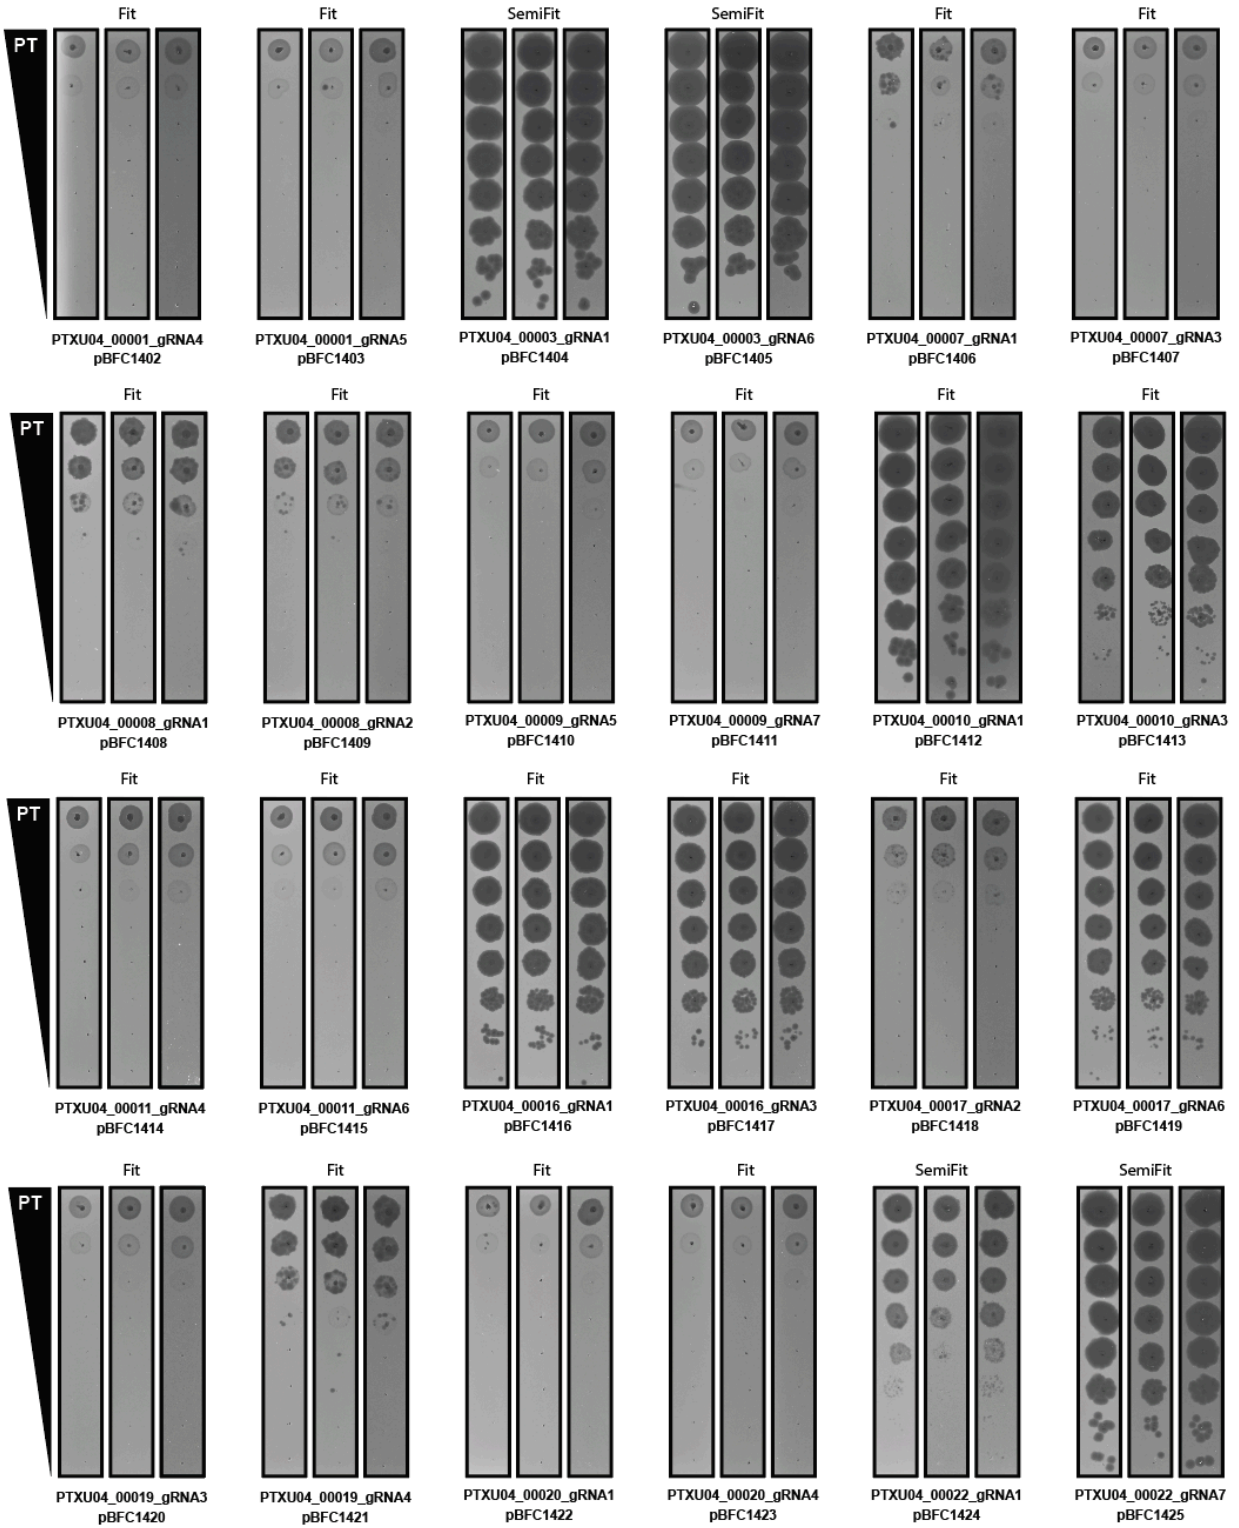 Fit Fit SemiFit SemiFit Fit Fit
PT
PTXU04_00001_gRNA4 PTXU04_00001_gRNA5 PTXU04_00003_gRNA1 PTXU04_00003_gRNA6 PTXU04_00007_gRNA1 PTXU04_00007_gRNA3
pBFC1402 pBFC1403 pBFC1404 pBFC1405 pBFC1406 pBFC1407
Fit Fit Fit Fit Fit Fit
PT
PTXU04_00008_gRNA1 PTXU04_00008_gRNA2 PTXU04_00009_gRNA5 PTXU04_00009_gRNA7 PTXU04_00010_gRNA1 PTXU04_00010_gRNA3
pBFC1408 pBFC1409 pBFC1410 pBFC1411 pBFC1412 pBFC1413
Fit Fit Fit Fit Fit Fit
PT
PTXU04_00011_gRNA4 PTXU04_00011_gRNA6 PTXU04_00016_gRNA1 PTXU04_00016_gRNA3 PTXU04_00017_gRNA2 PTXU04_00017_gRNA6
pBFC1414 pBFC1415 pBFC1416 pBFC1417 pBFC1418 pBFC1419
Fit Fit Fit Fit SemiFit SemiFit
PT
PTXU04_00019_gRNA3 PTXU04_00019_gRNA4 PTXU04_00020_gRNA1 PTXU04_00020_gRNA4 PTXU04_00022_gRNA1 PTXU04_00022_gRNA7
pBFC1420 pBFC1421 pBFC1422 pBFC1423 pBFC1424 pBFC1425